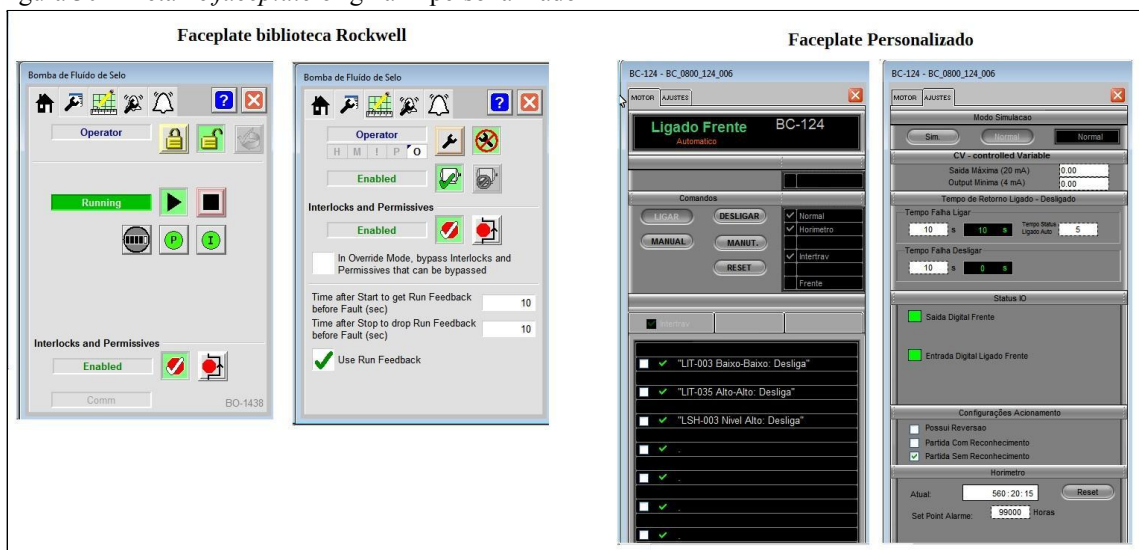 Faceplate biblioteca Rockwell
Bomba de Fluído de Selo
Operator
Running
P
I
Interlocks and Permissives
Enabled
Comm
BO-1438
Bomba de Fluído de Selo
Operator
H M I P O
Enabled
Interlocks and Permissives
Enabled
In Override Mode, bypass Interlocks and
Permissives that can be bypassed
Time after Start to get Run Feedback
before Fault (sec)
10
Time after Stop to drop Run Feedback
before Fault (sec)
10
Use Run Feedback
Faceplate Personalizado
BC-124 - BC_0800_124_006
MOTOR AJUSTES
Ligado Frente BC-124
Automatico
Comandos
LIGAR DESLIGAR
MANUAL MANUT.
RESET
Normal
Horimetro
Intertrav
Frente
Intertrav
"LIT-003 Baixo-Baixo: Desliga"
"LIT-035 Alto-Alto: Desliga"
"LSH-003 Nivel Alto: Desliga"
.
.
.
.
BC-124 - BC_0800_124_006
MOTOR AJUSTES
Modo Simulacao
Sim. Normal Normal
CV - controlled Variable
Saida Máxima (20 mA) 0.00
Output Minima (4 mA) 0.00
Tempo de Retorno Ligado - Desligado
Tempo Falha Ligar
10 s 10 s
Tempo Status
Ligado Auto 5
Tempo Falha Desligar
10 s 0 s
Status IO
Saida Digital Frente
Entrada Digital Ligado Frente
Configurações Acionamento
Possui Reversao
Partida Com Reconhecimento
Partida Sem Reconhecimento
Horimetro
Atual: 560:20:15 Reset
Set Point Alarme: 99000 Horas